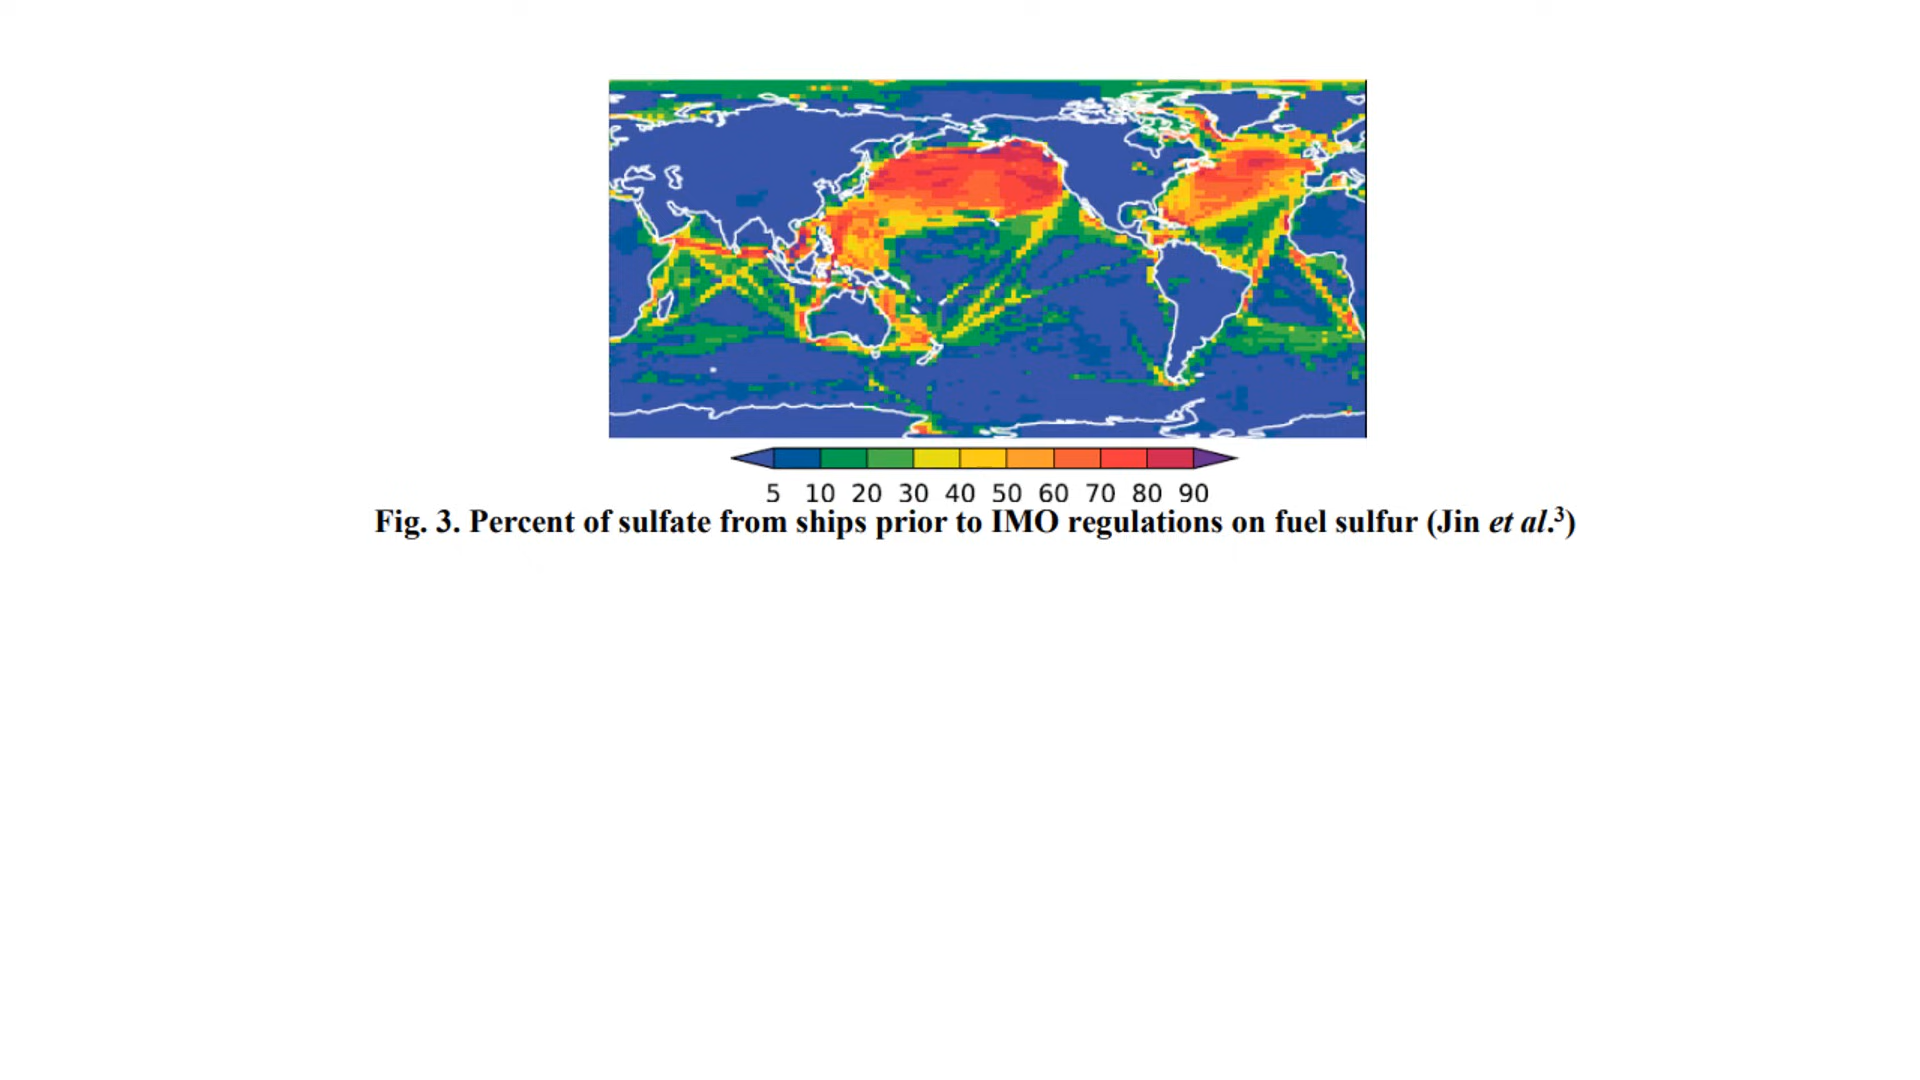 5 10 20 30 40 50 60 70 80 90
Fig. 3. Percent of sulfate from ships prior to IMO regulations on fuel sulfur (Jin et al.³)